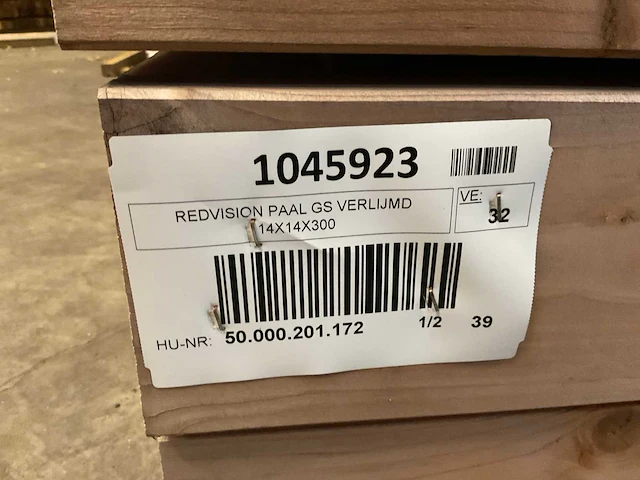 1045923
REDVISION PAAL GS VERLIJMD
14X14X300
VE:
32
HU-NR: 50.000.201.172 1/2 39